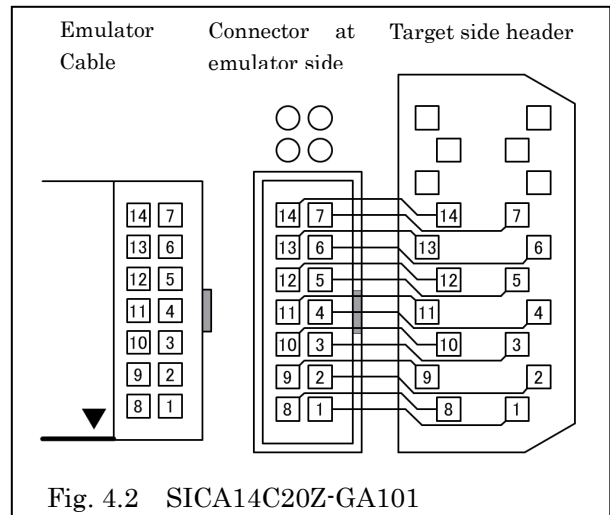 Emulator Cable
Connector at emulator side
Target side header
14 7 14 7 14 7
13 6 13 6 13 6
12 5 12 5 12 5
11 4 11 4 11 4
10 3 10 3 10 3
9 2 9 2 9 2
8 1 8 1 8 1
Fig. 4.2 SICA14C20Z-GA101